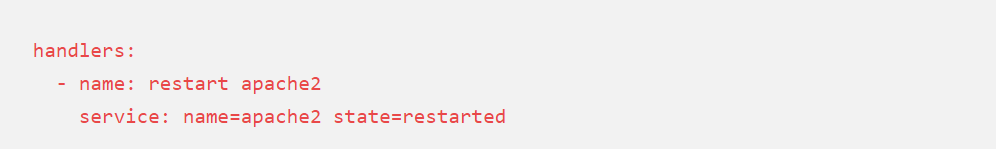 handlers:
  - name: restart apache2
    service: name=apache2 state=restarted